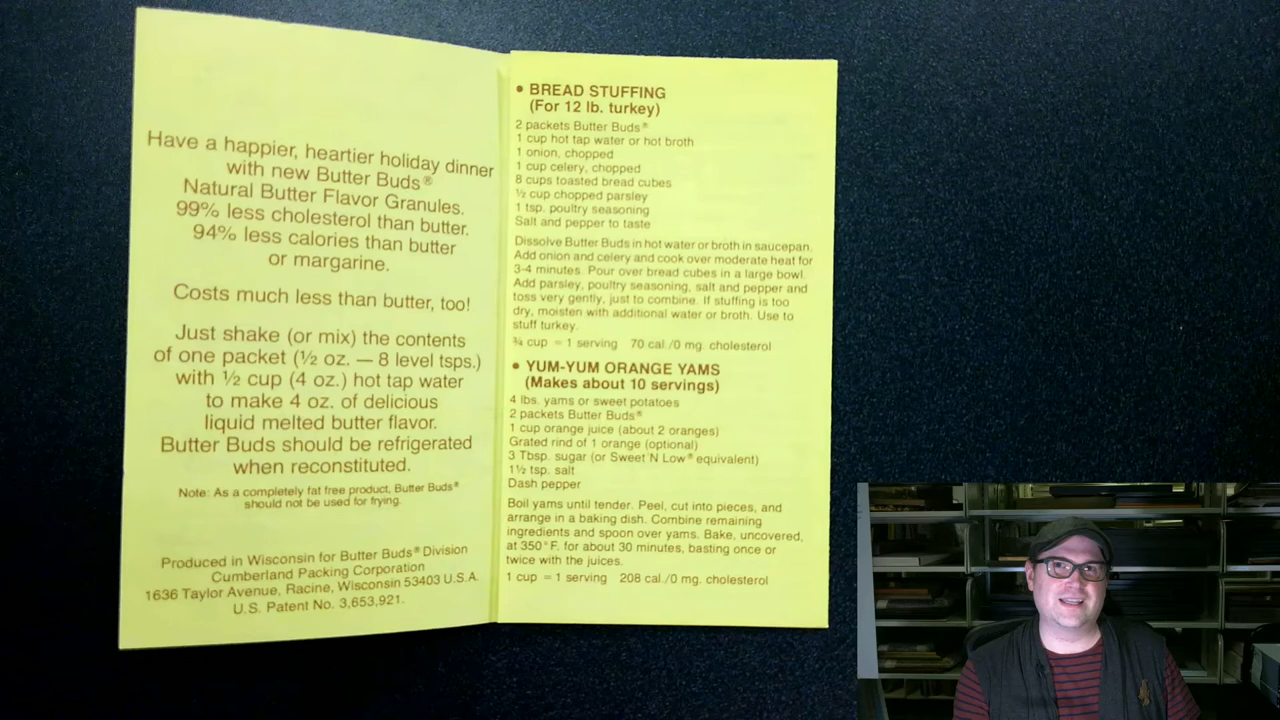 Have a happier, heartier holiday dinner
with new Butter Buds®
Natural Butter Flavor Granules.
99% less cholesterol than butter.
94% less calories than butter
or margarine.
Costs much less than butter, too!
Just shake (or mix) the contents
of one packet (½ oz. — 8 level tsps.)
with ½ cup (4 oz.) hot tap water
to make 4 oz. of delicious
liquid melted butter flavor.
Butter Buds should be refrigerated
when reconstituted.
Note: As a completely fat free product, Butter Buds®
should not be used for frying.
Produced in Wisconsin for Butter Buds® Division
Cumberland Packing Corporation
1636 Taylor Avenue, Racine, Wisconsin 53403 U.S.A.
U.S. Patent No. 3,653,921.
• BREAD STUFFING
(For 12 lb. turkey)
2 packets Butter Buds®
1 cup hot tap water or hot broth
1 onion, chopped
1 cup celery, chopped
8 cups toasted bread cubes
½ cup chopped parsley
1 tsp. poultry seasoning
Salt and pepper to taste
Dissolve Butter Buds in hot water or broth in saucepan.
Add onion and celery and cook over moderate heat for
3-4 minutes. Pour over bread cubes in a large bowl.
Add parsley, poultry seasoning, salt and pepper and
toss very gently, just to combine. If stuffing is too
dry, moisten with additional water or broth. Use to
stuff turkey.
¾ cup = 1 serving 70 cal./0 mg. cholesterol
• YUM-YUM ORANGE YAMS
(Makes about 10 servings)
4 lbs. yams or sweet potatoes
2 packets Butter Buds®
1 cup orange juice (about 2 oranges)
Grated rind of 1 orange (optional)
3 Tbsp. sugar (or Sweet'N Low® equivalent)
1½ tsp. salt
Dash pepper
Boil yams until tender. Peel, cut into pieces, and
arrange in a baking dish. Combine remaining
ingredients and spoon over yams. Bake, uncovered,
at 350°F. for about 30 minutes, basting once or
twice with the juices.
1 cup = 1 serving 208 cal./0 mg. cholesterol